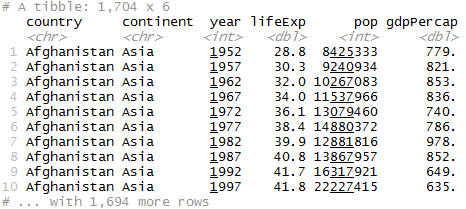 # A tibble: 1,704 x 6
country continent year lifeExp pop gdpPercap
<chr> <chr> <int> <dbl> <int> <dbl>
1 Afghanistan Asia 1952 28.8 8425333 779.
2 Afghanistan Asia 1957 30.3 9240934 821.
3 Afghanistan Asia 1962 32.0 10267083 853.
4 Afghanistan Asia 1967 34.0 11537966 836.
5 Afghanistan Asia 1972 36.1 13079460 740.
6 Afghanistan Asia 1977 38.4 14880372 786.
7 Afghanistan Asia 1982 39.9 12881816 978.
8 Afghanistan Asia 1987 40.8 13867957 852.
9 Afghanistan Asia 1992 41.7 16317921 649.
10 Afghanistan Asia 1997 41.8 22227415 635.
# ... with 1,694 more rows